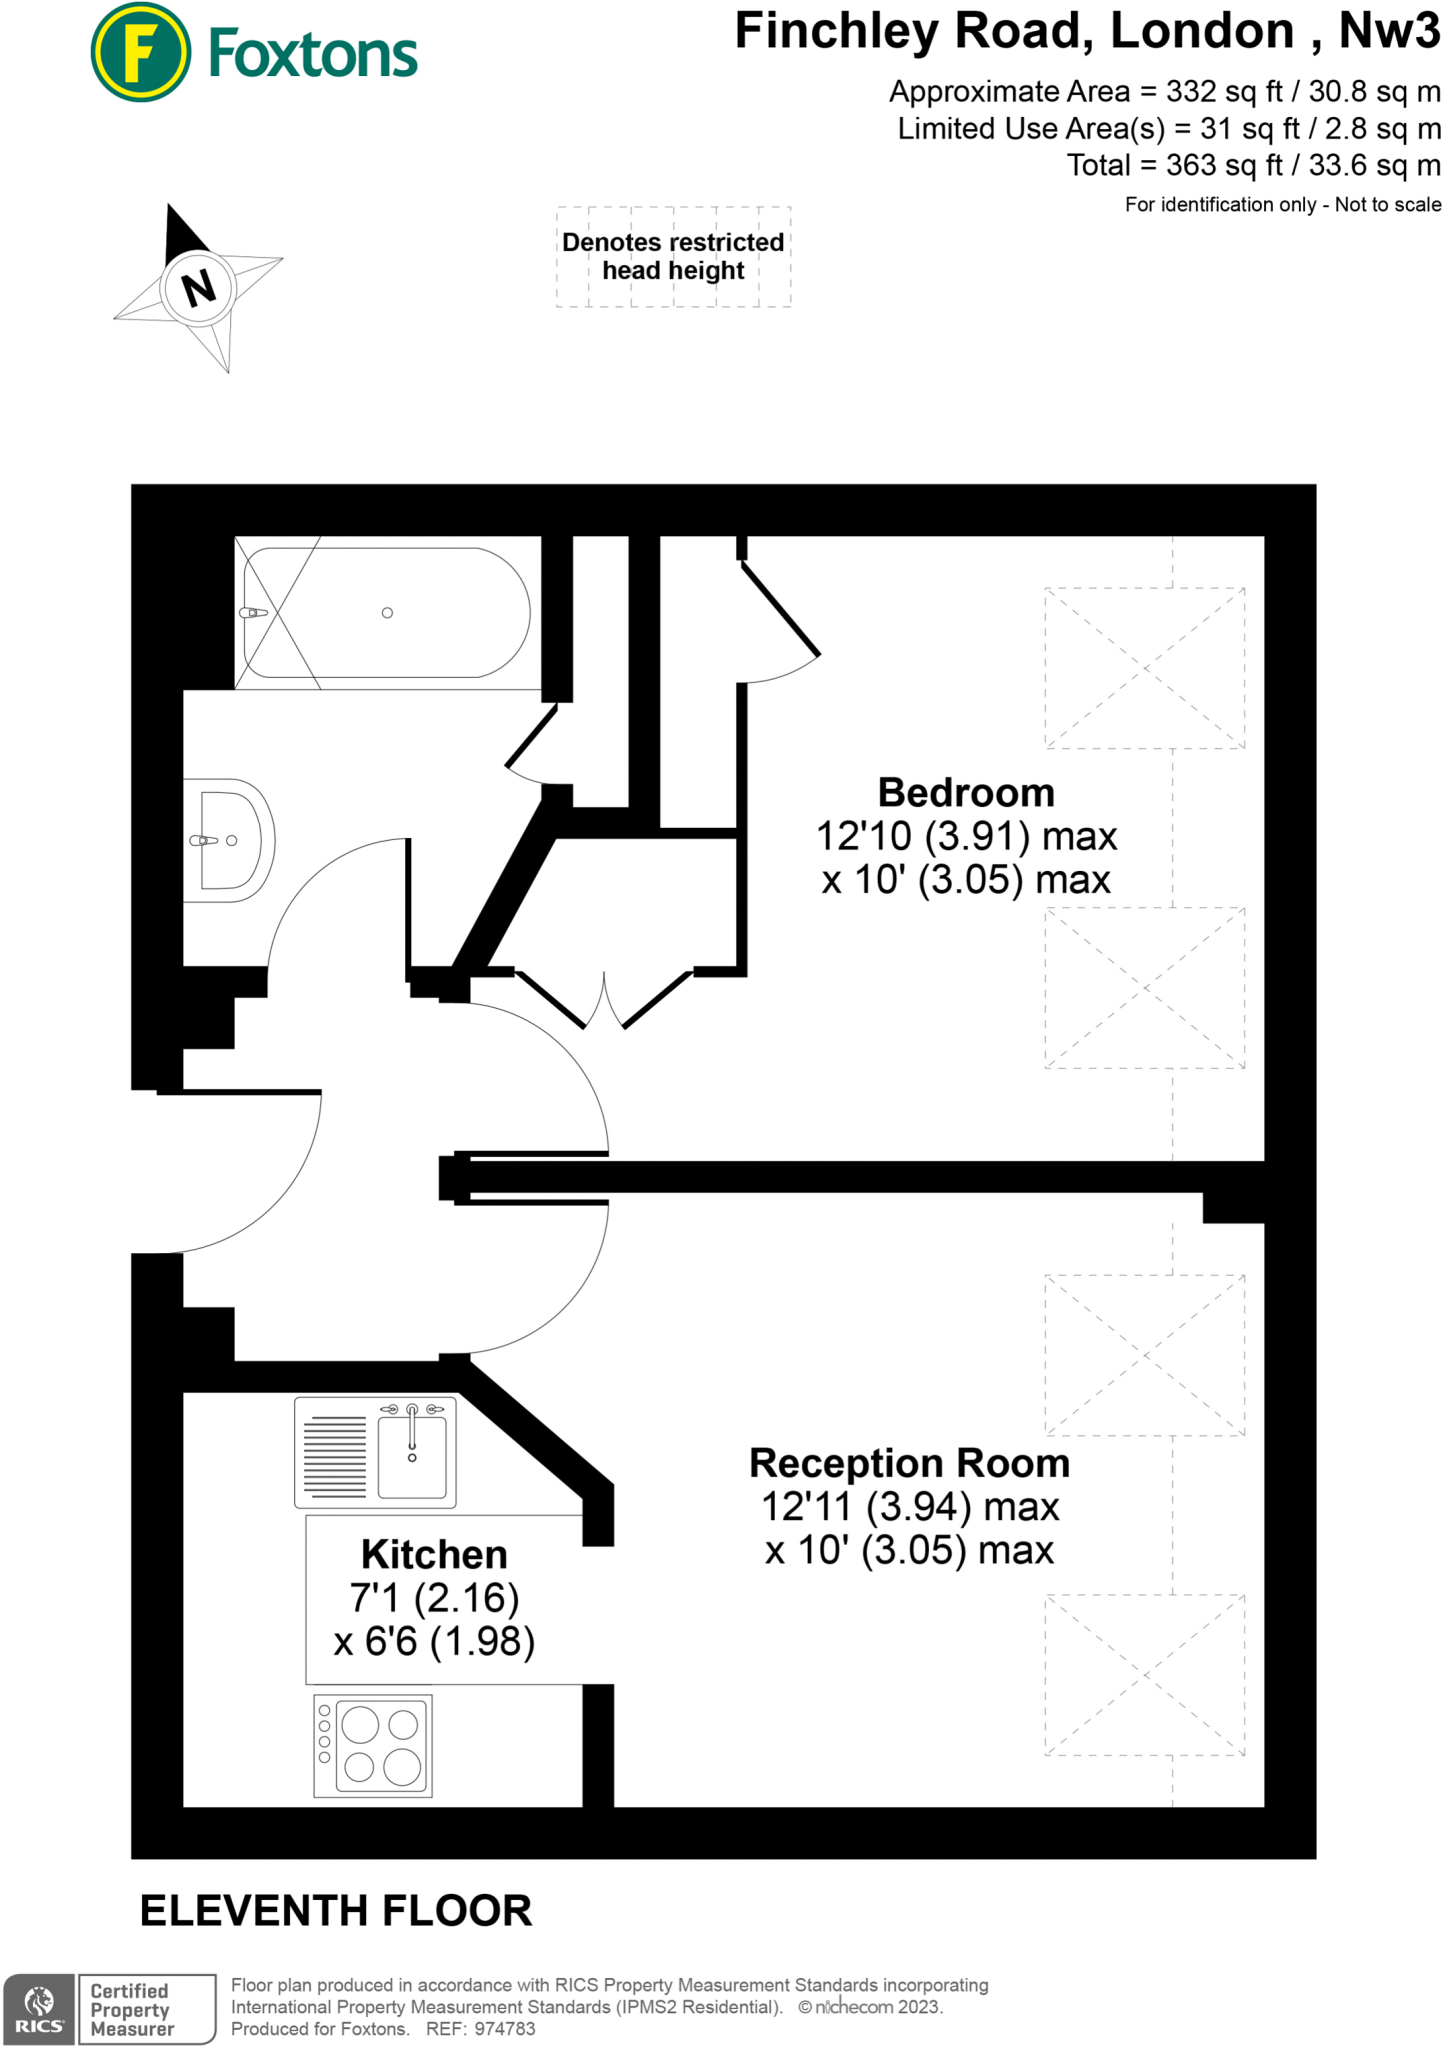 F Foxtons
Finchley Road, London , Nw3
Approximate Area = 332 sq ft / 30.8 sq m
Limited Use Area(s) = 31 sq ft / 2.8 sq m
Total = 363 sq ft / 33.6 sq m
For identification only - Not to scale
N
Denotes restricted
head height
Bedroom
12'10 (3.91) max
x 10' (3.05) max
Reception Room
12'11 (3.94) max
x 10' (3.05) max
Kitchen
7'1 (2.16)
x 6'6 (1.98)
ELEVENTH FLOOR
RICS
Certified
Property
Measurer
Floor plan produced in accordance with RICS Property Measurement Standards incorporating
International Property Measurement Standards (IPMS2 Residential). © nichecom 2023.
Produced for Foxtons. REF: 974783